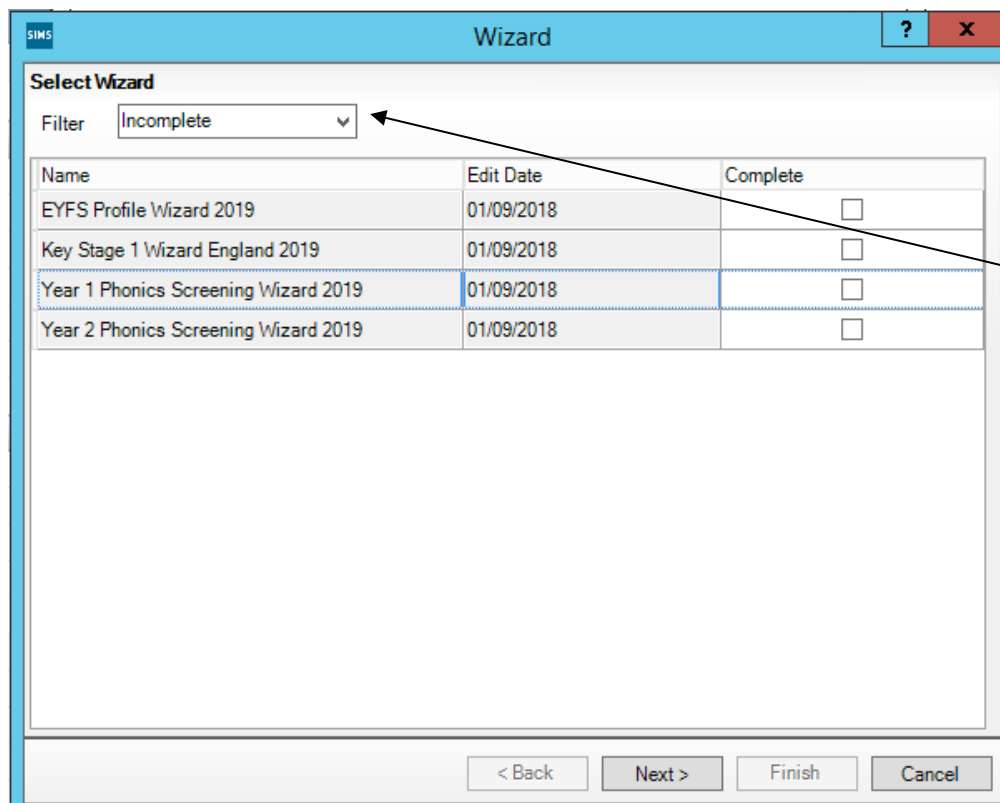 SIMS Wizard ? x
Select Wizard
Filter Incomplete
Name Edit Date Complete
EYFS Profile Wizard 2019 01/09/2018
Key Stage 1 Wizard England 2019 01/09/2018
Year 1 Phonics Screening Wizard 2019 01/09/2018
Year 2 Phonics Screening Wizard 2019 01/09/2018
< Back Next > Finish Cancel